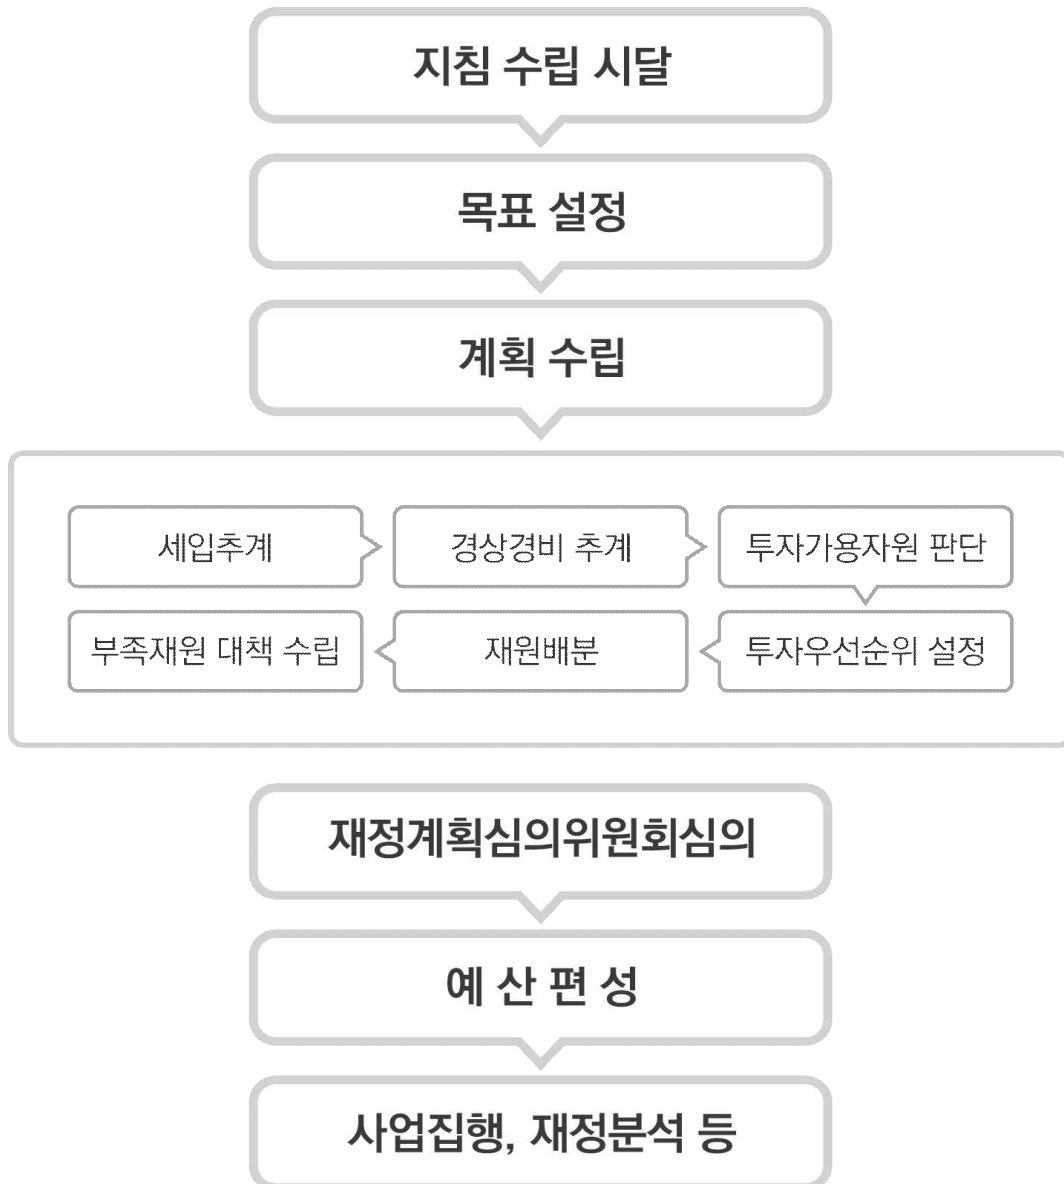 지침 수립 시달
목표 설정
계획 수립
세입추계
경상경비 추계
투자가용자원 판단
투자우선순위 설정
재원배분
부족재원 대책 수립
재정계획심의위원회심의
예 산 편 성
사업집행, 재정분석 등